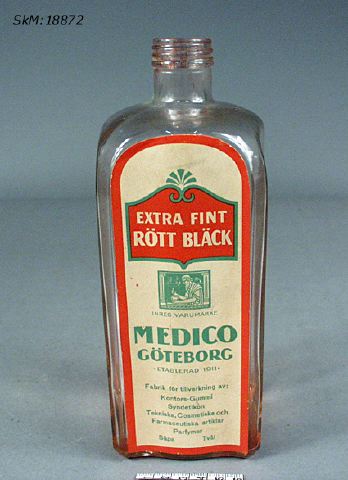 SkM: 18872
EXTRA FINT
RÖTT BLÄCK
INREG. VARUMÄRKE
MEDICO
GÖTEBORG
- ETABLERAD 1911 -
Fabrik för tillverkning av:
Kontors-Gummi
Syndetikon
Tekniska, Cosmetiska och
Farmaceutiska artiklar
Parfymer
Såpa Tvål